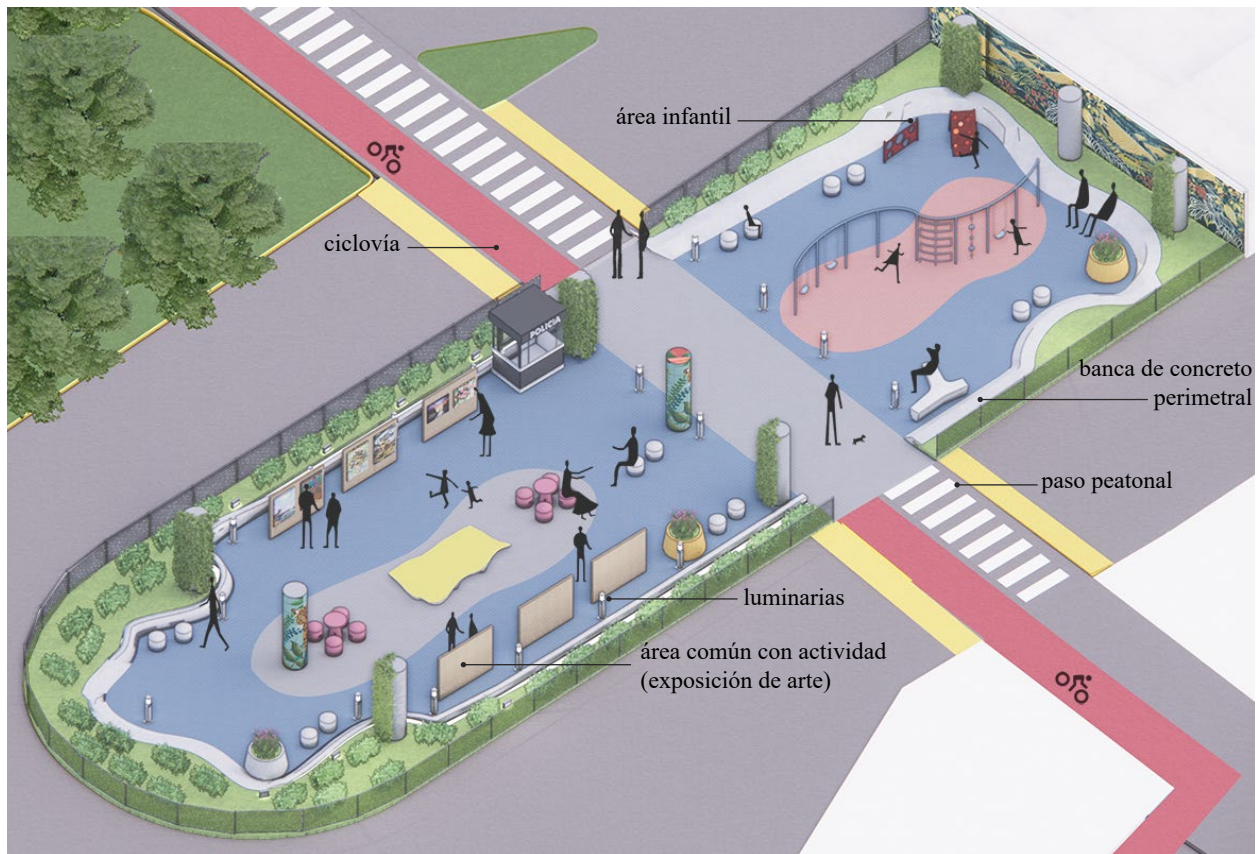 área infantil
ciclovía
POLICIA
banca de concreto
perimetral
paso peatonal
luminarias
área común con actividad
(exposición de arte)